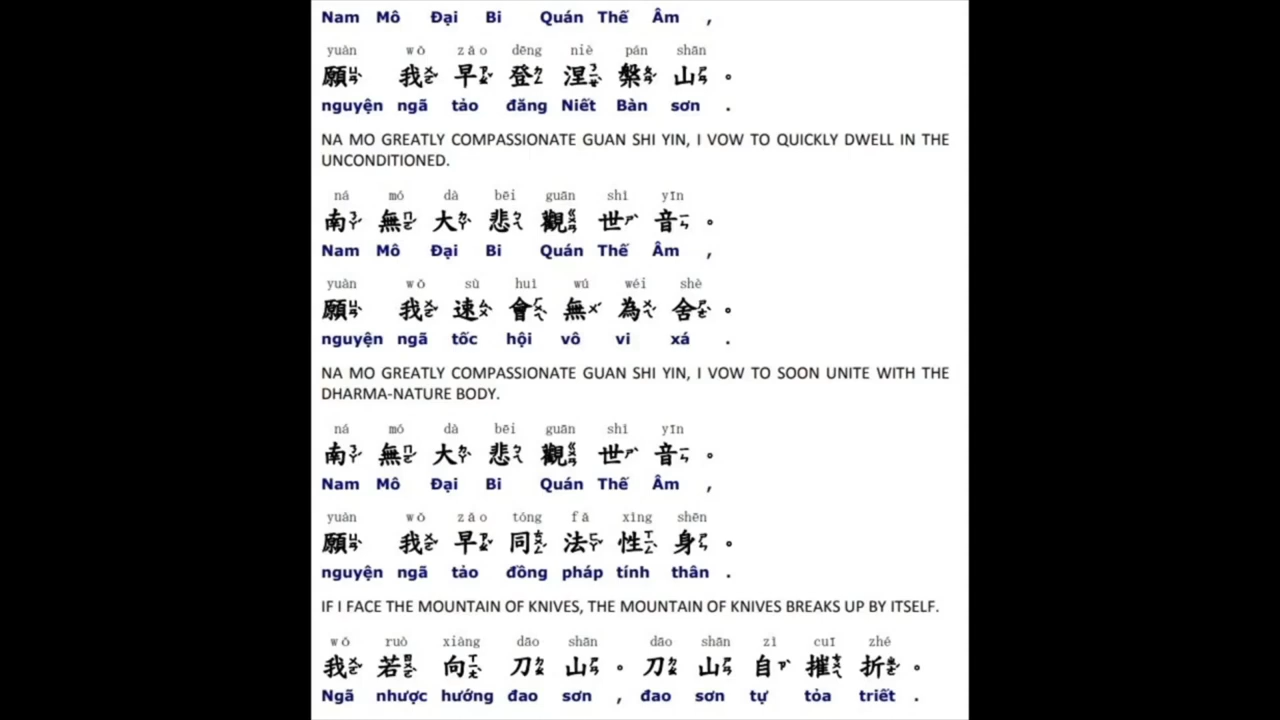 Nam Mô Đại Bi Quán Thế Âm ,
yuàn wǒ zǎo dēng niè pán shān
願 我 早 登 涅 槃 山 。
nguyện ngã tảo đăng Niết Bàn sơn .
NA MO GREATLY COMPASSIONATE GUAN SHI YIN, I VOW TO QUICKLY DWELL IN THE
UNCONDITIONED.
ná mó dà bēi guān shì yīn
南 無 大 悲 觀 世 音 。
Nam Mô Đại Bi Quán Thế Âm ,
yuàn wǒ sù huì wú wéi shè
願 我 速 會 無 為 舍 。
nguyện ngã tốc hội vô vi xá .
NA MO GREATLY COMPASSIONATE GUAN SHI YIN, I VOW TO SOON UNITE WITH THE
DHARMA-NATURE BODY.
ná mó dà bēi guān shì yīn
南 無 大 悲 觀 世 音 。
Nam Mô Đại Bi Quán Thế Âm ,
yuàn wǒ zǎo tóng fǎ xìng shēn
願 我 早 同 法 性 身 。
nguyện ngã tảo đồng pháp tính thân .
IF I FACE THE MOUNTAIN OF KNIVES, THE MOUNTAIN OF KNIVES BREAKS UP BY ITSELF.
wǒ ruò xiàng dāo shān dāo shān zì cuī zhé
我 若 向 刀 山 。 刀 山 自 摧 折 。
Ngã nhược hướng đao sơn , đao sơn tự tỏa triết .